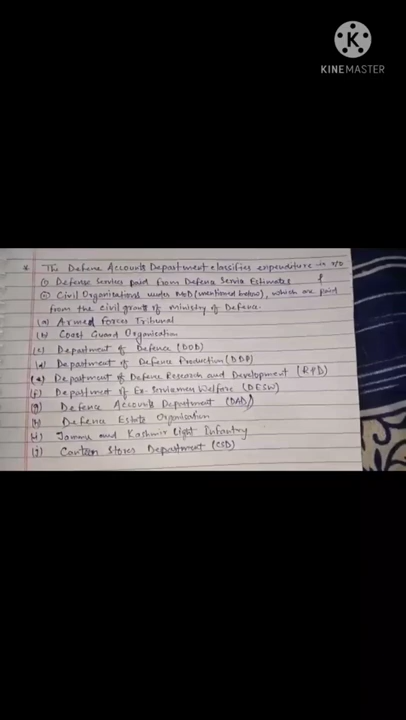 K
KINEMASTER
* The Defence Accounts Department classifies expenditure in r/o
(i) Defense Services paid from Defence Service Estimates &
(ii) Civil Organisations under MoD (mentioned below), which are paid
from the civil grant of ministry of Defence.
(a) Armed forces Tribunal
(b) Coast Guard Organisation
(c) Department of Defence (DOD)
(d) Department of Defence Production (DDP)
(e) Department of Defence Research and Development (R&D)
(f) Department of Ex-Serviemen Welfare (DESW)
(g) Defence Accounts Department (DAD)
(h) Defence Estate Organisation
Jammu and Kashmir Light Infantry
(j) Canteen Stores Department (CSD)